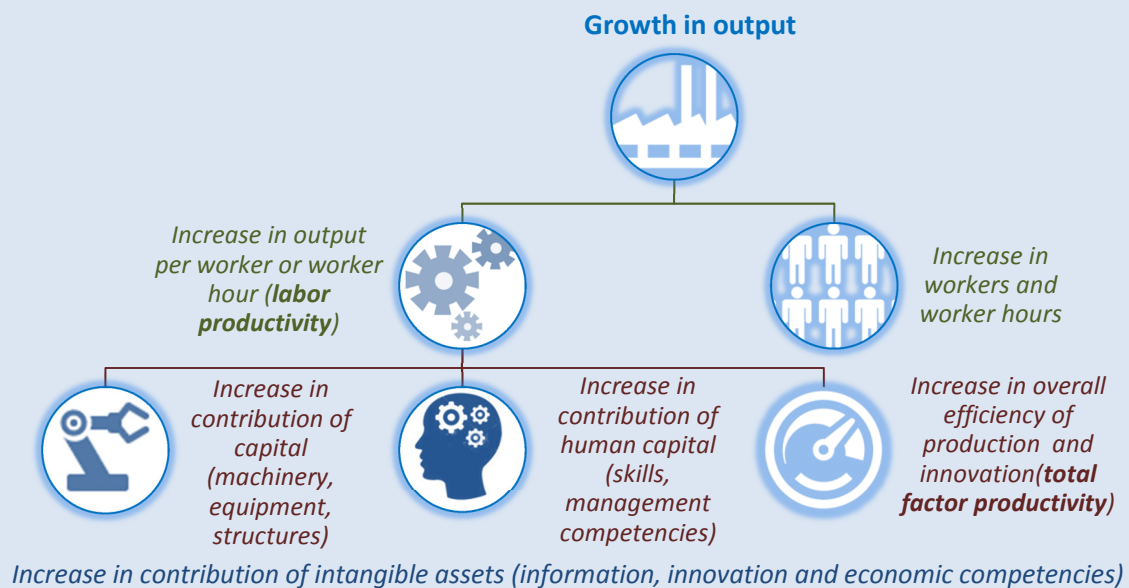 Growth in output
Increase in output
per worker or worker
hour (labor
productivity)
Increase in
workers and
worker hours
Increase in
contribution of
capital
(machinery,
equipment,
structures)
Increase in
contribution of
human capital
(skills,
management
competencies)
Increase in overall
efficiency of
production and
innovation(total
factor productivity)
Increase in contribution of intangible assets (information, innovation and economic competencies)